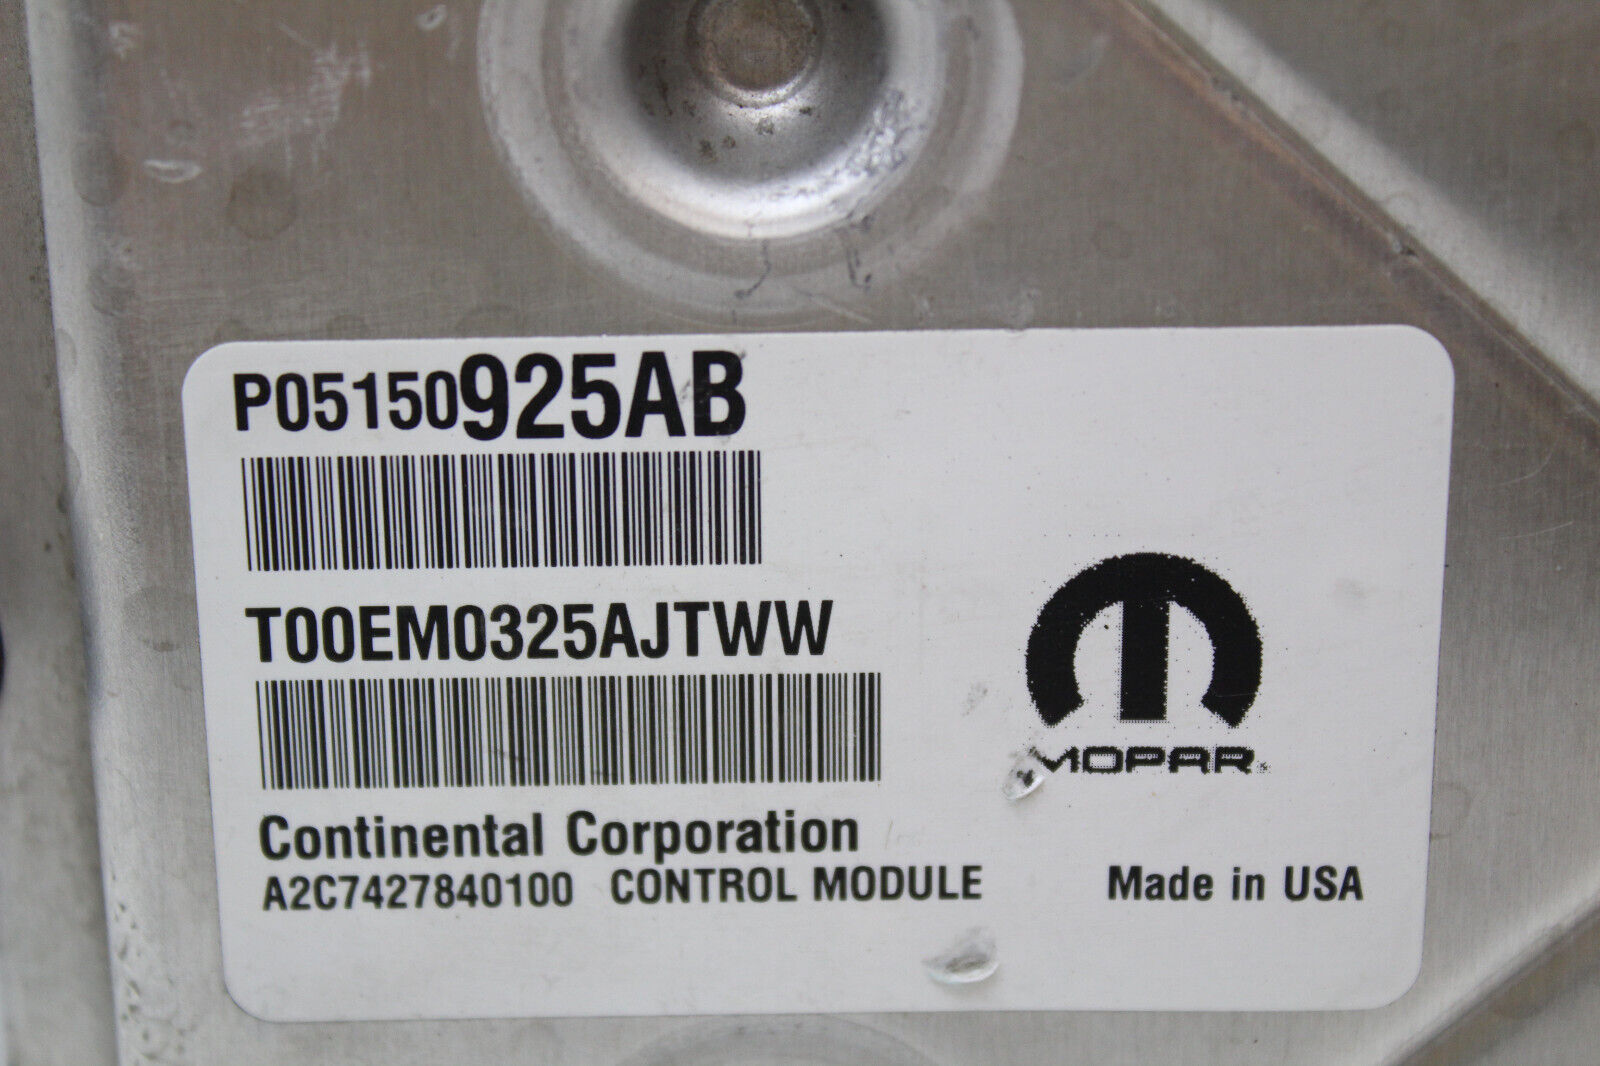 P05150925AB
T00EM0325AJTWW
MOPAR
Continental Corporation
A2C7427840100 CONTROL MODULE Made in USA